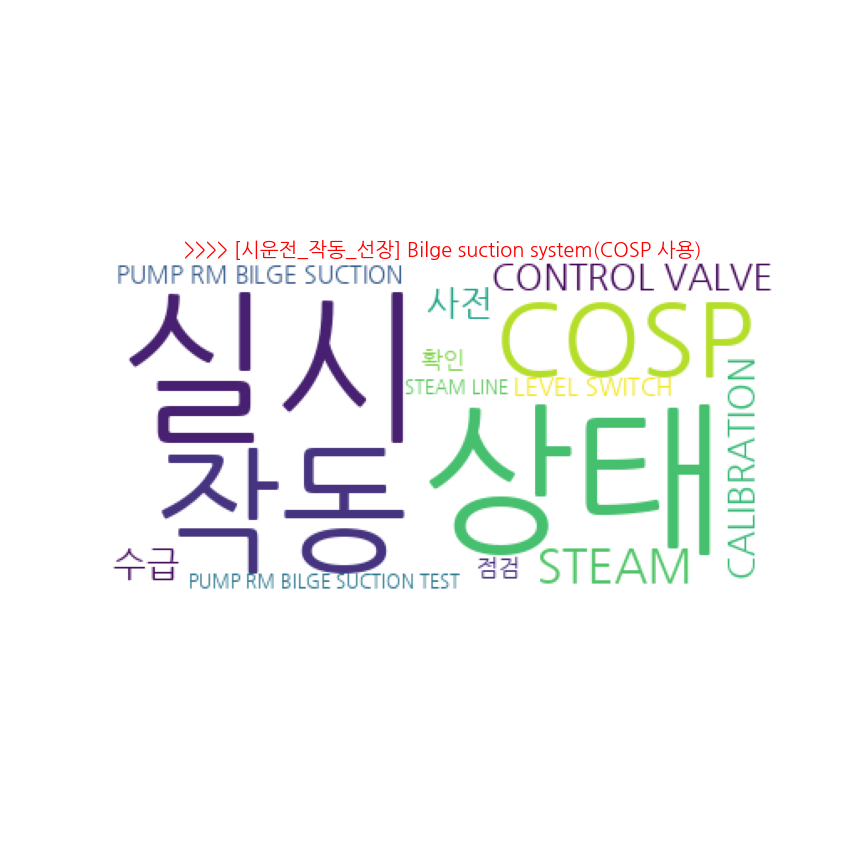 >>>> [시운전_작동_선장] Bilge suction system(COSP 사용)
PUMP RM BILGE SUCTION
CONTROL VALVE
사전
COSP
실시
확인
STEAM LINE
LEVEL SWITCH
CALIBRATION
상태
작동
수급
점검
STEAM
PUMP RM BILGE SUCTION TEST